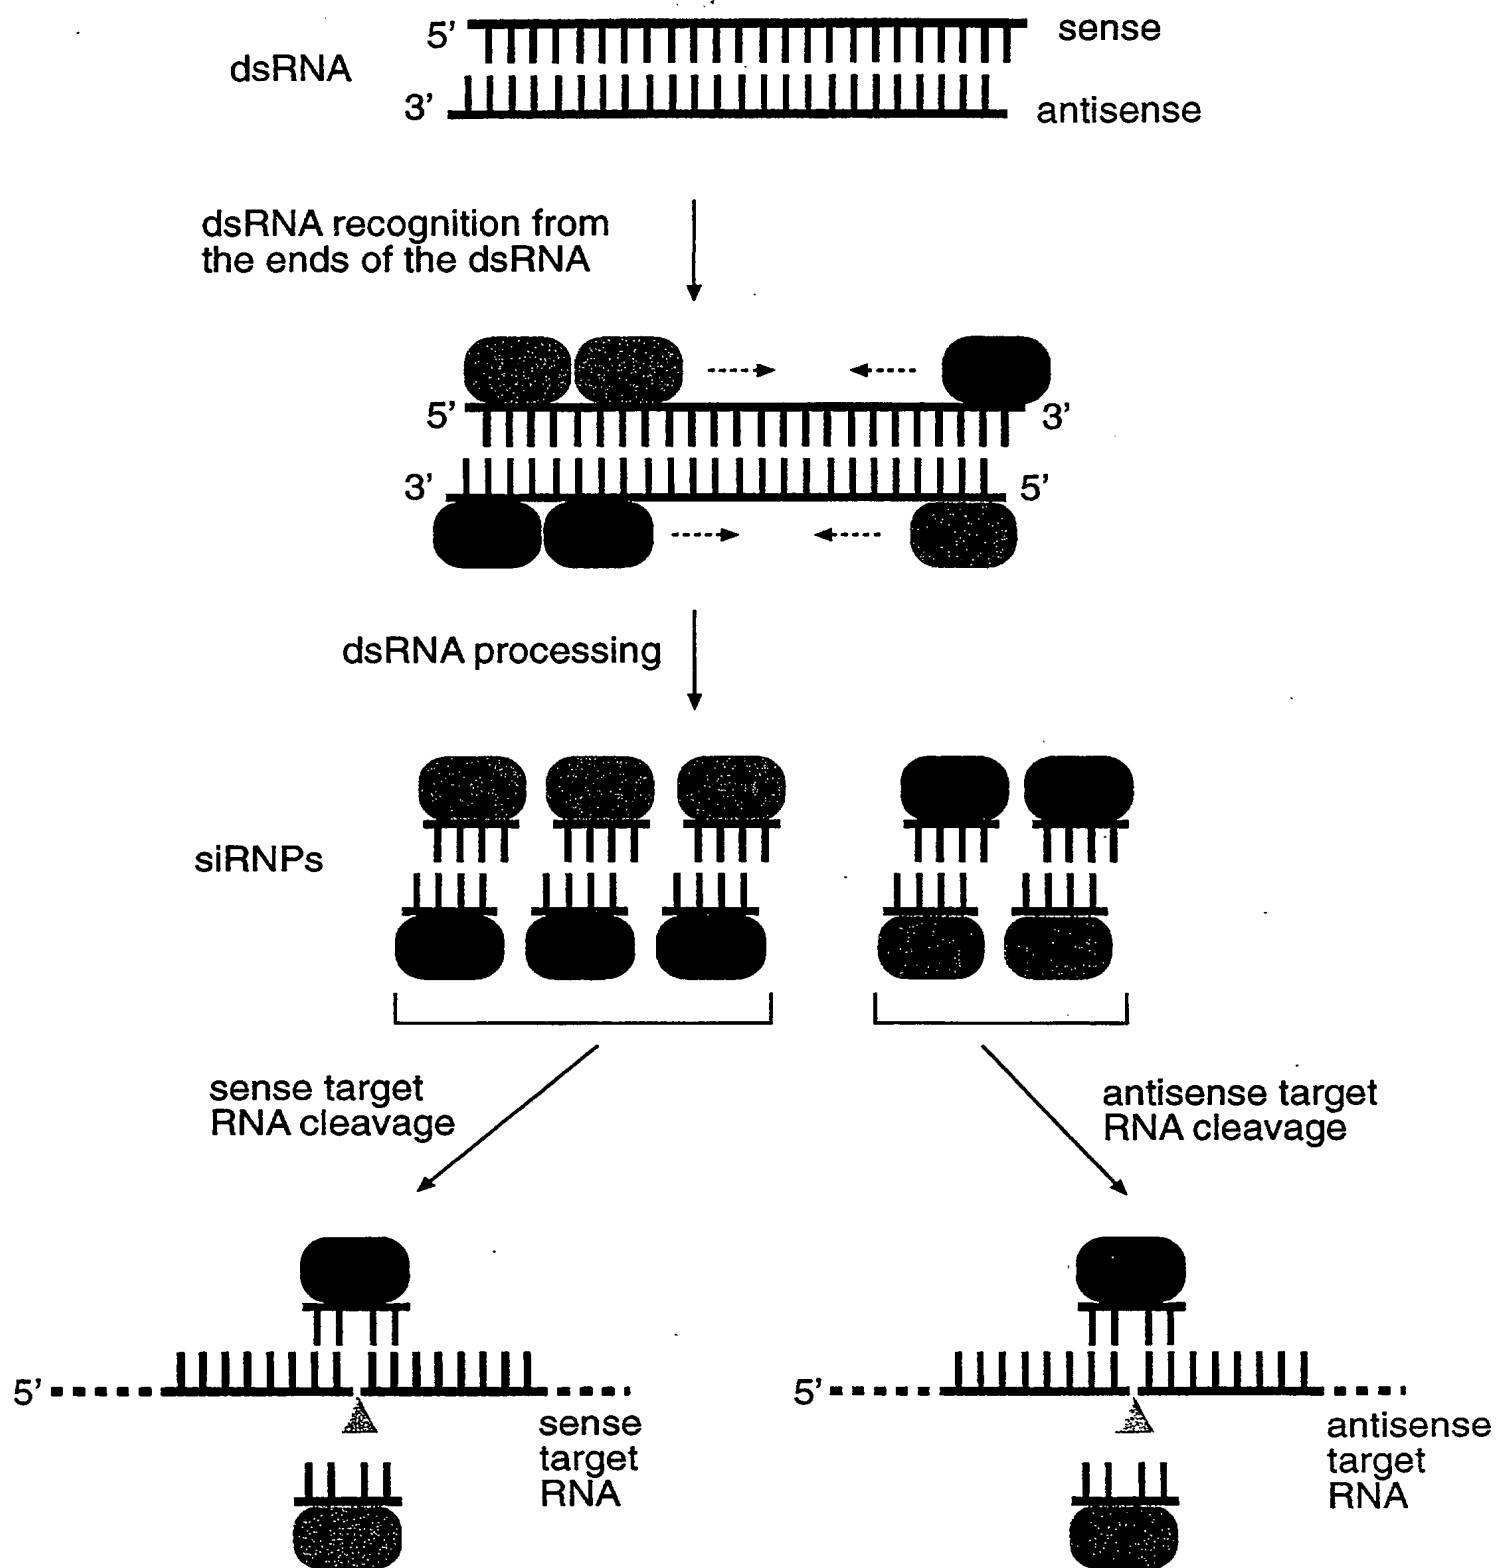 5’ sense
dsRNA
3’ antisense
dsRNA recognition from
the ends of the dsRNA
5’ 3’
3’ 5’
dsRNA processing
siRNPs
sense target
RNA cleavage
antisense target
RNA cleavage
5’
sense
target
RNA
5’
antisense
target
RNA